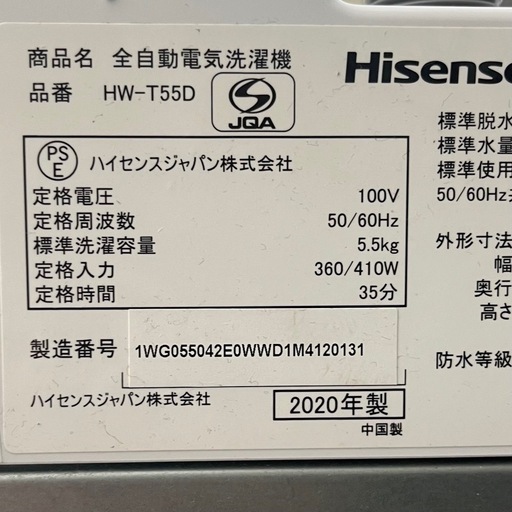 商品名 全自動電気洗濯機
品番 HW-T55D
S
JQA
Hisense
PS
E
ハイセンスジャパン株式会社
定格電圧 100V
定格周波数 50/60Hz
標準洗濯容量 5.5kg
定格入力 360/410W
定格時間 35分
製造番号 1WG055042E0WWD1M4120131
ハイセンスジャパン株式会社
2020年製
中国製
標準脱水
標準水量
標準使用
50/60Hz
外形寸法
幅
奥行
高さ
防水等級